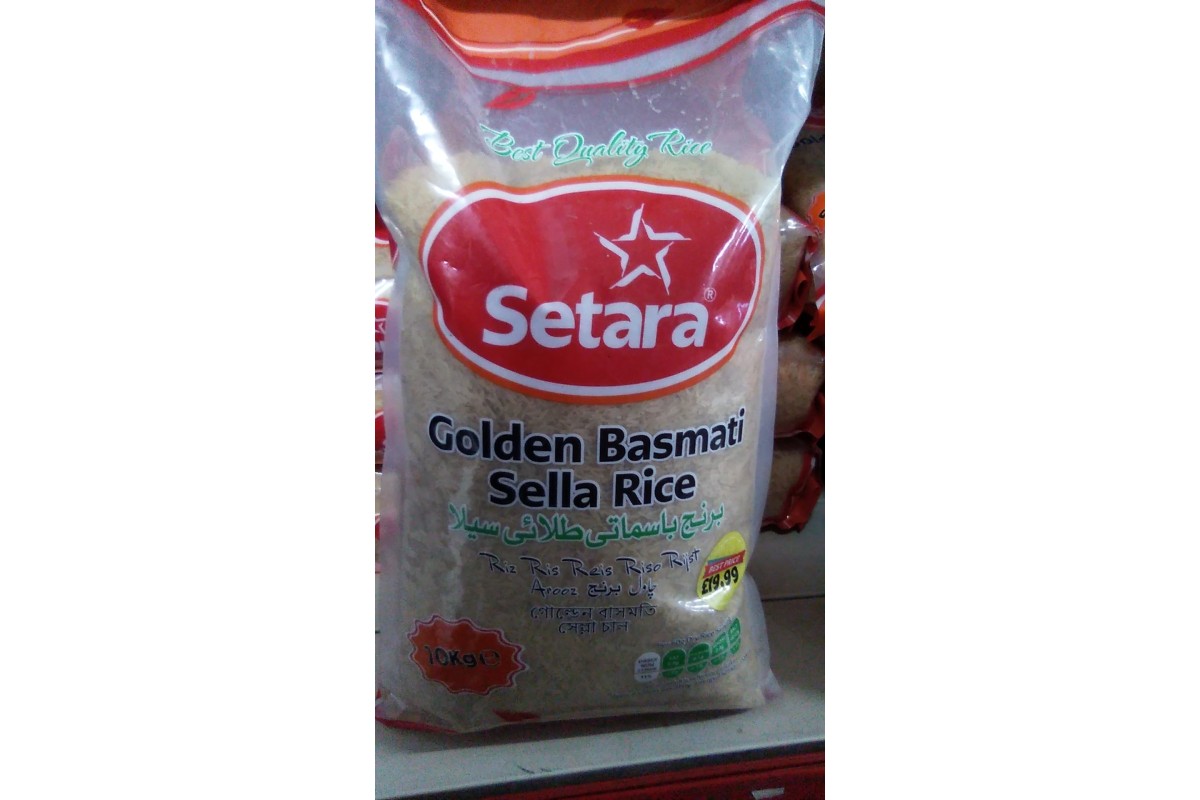 Best Quality Rice
Setara®
Golden Basmati
Sella Rice
برنج باسماتی طلائی سیلا
Riz Ris Reis Riso Rijst
Aрооz چاول برنج
গোল্ডেন বাসমতি
সেল্লা চাল
BEST PRICE
£19.99
10Kg e